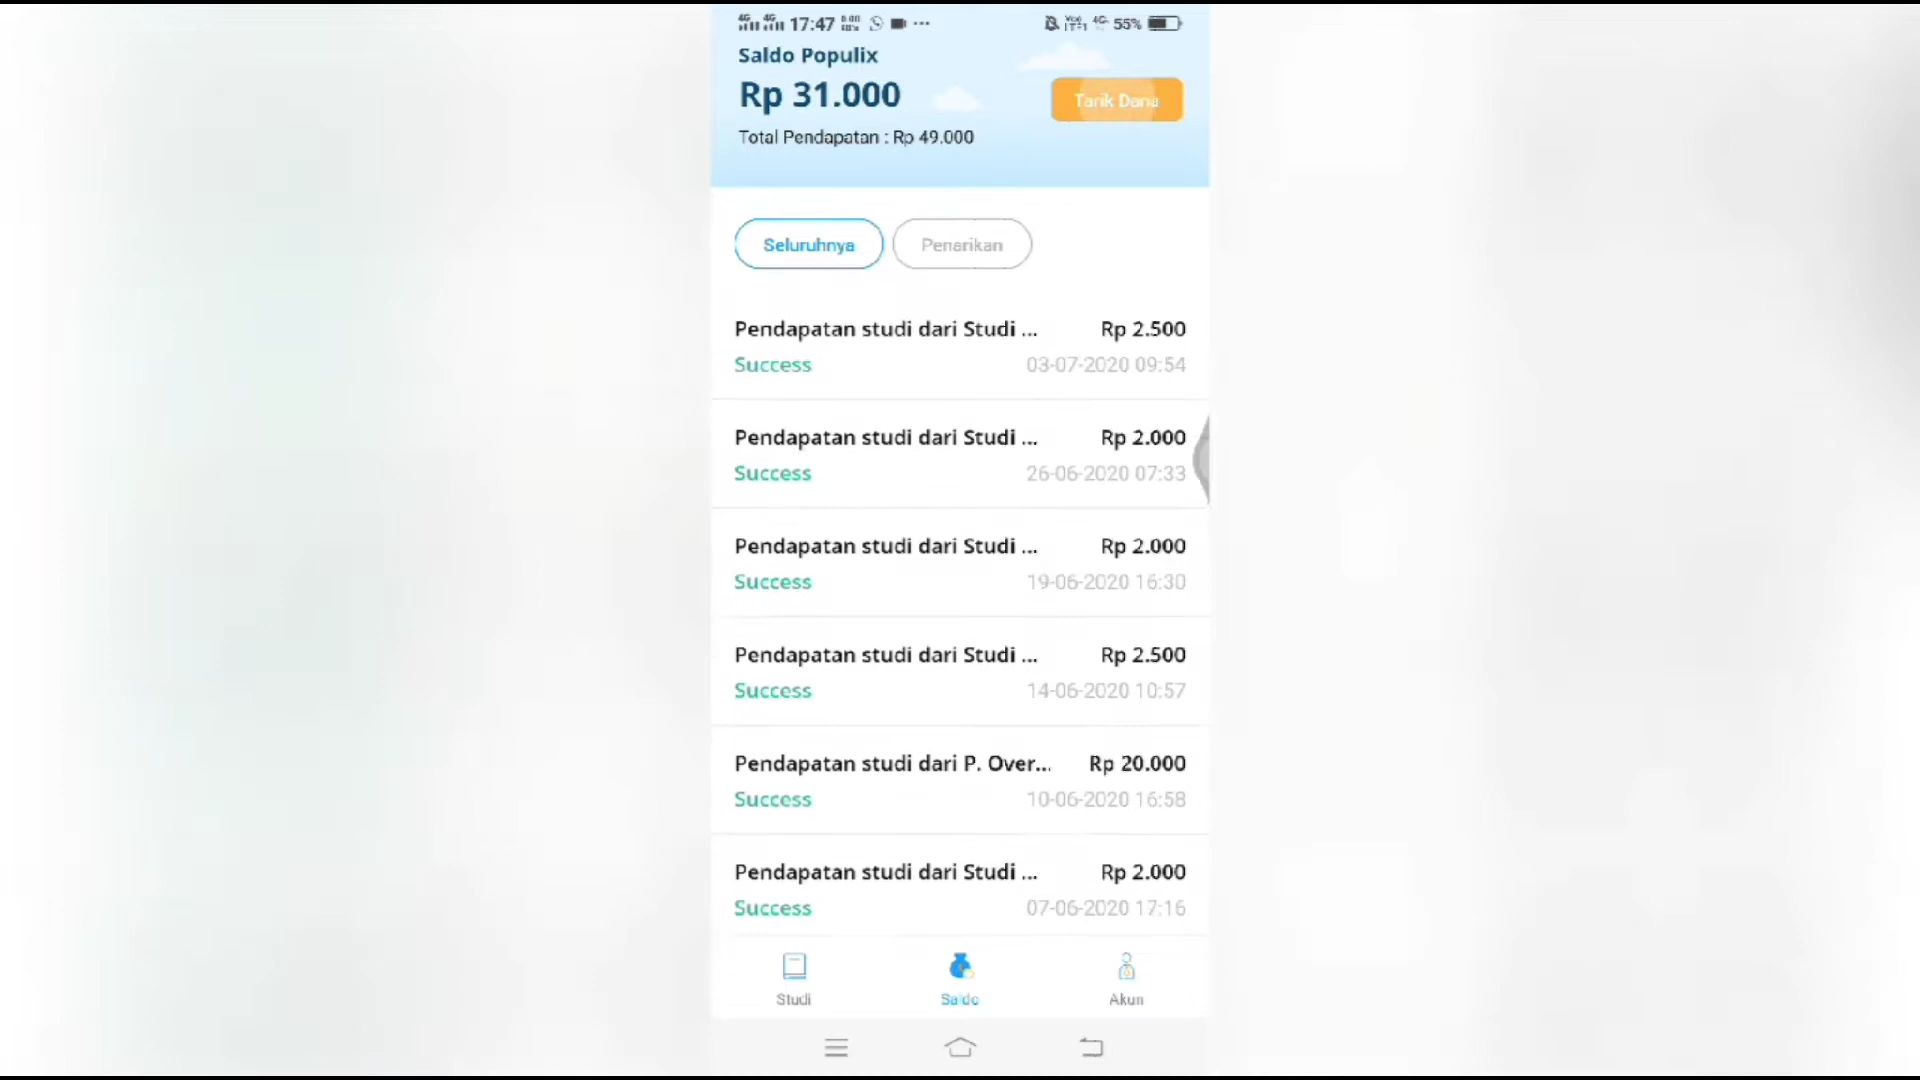 17:47 55%
Saldo Populix
Rp 31.000
Tarik Dana
Total Pendapatan : Rp 49.000
Seluruhnya Penarikan
Pendapatan studi dari Studi ... Rp 2.500
Success 03-07-2020 09:54
Pendapatan studi dari Studi ... Rp 2.000
Success 26-06-2020 07:33
Pendapatan studi dari Studi ... Rp 2.000
Success 19-06-2020 16:30
Pendapatan studi dari Studi ... Rp 2.500
Success 14-06-2020 10:57
Pendapatan studi dari P. Over... Rp 20.000
Success 10-06-2020 16:58
Pendapatan studi dari Studi ... Rp 2.000
Success 07-06-2020 17:16
Studi Saldo Akun